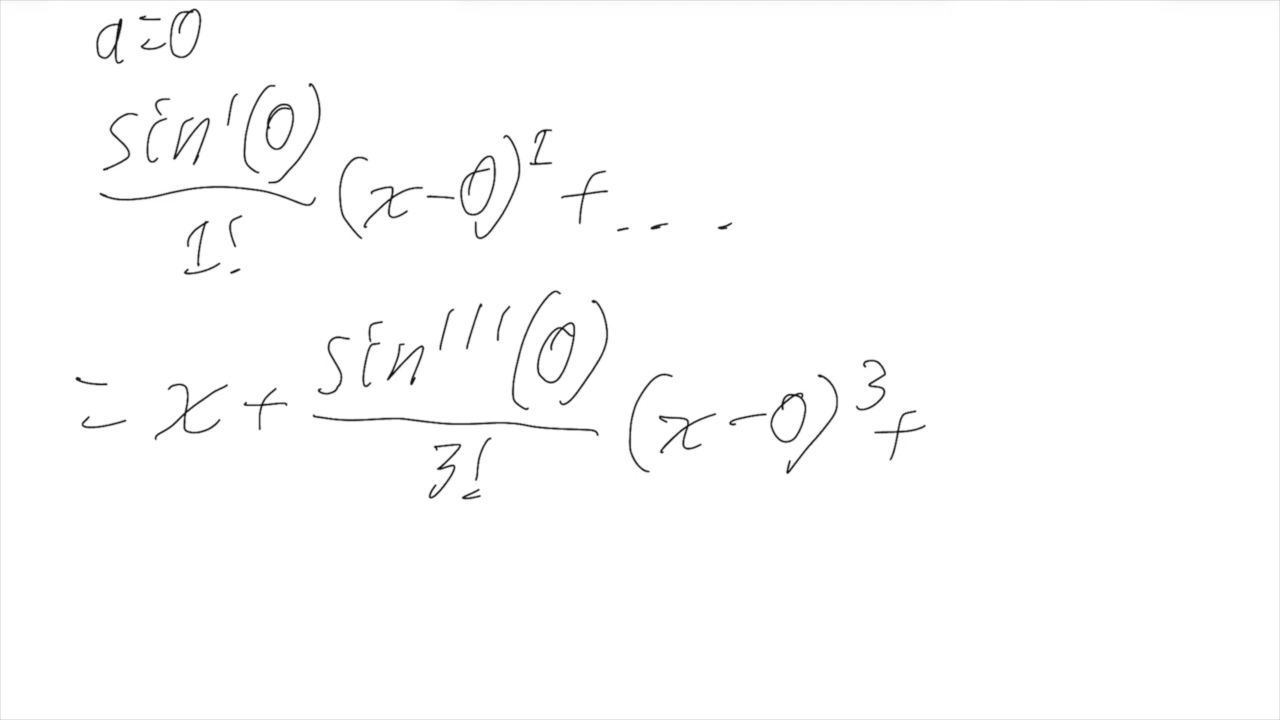 a=0
sin'(0)/1! (x-0)^1 + ...
= x + sin'''(0)/3! (x-0)^3 +